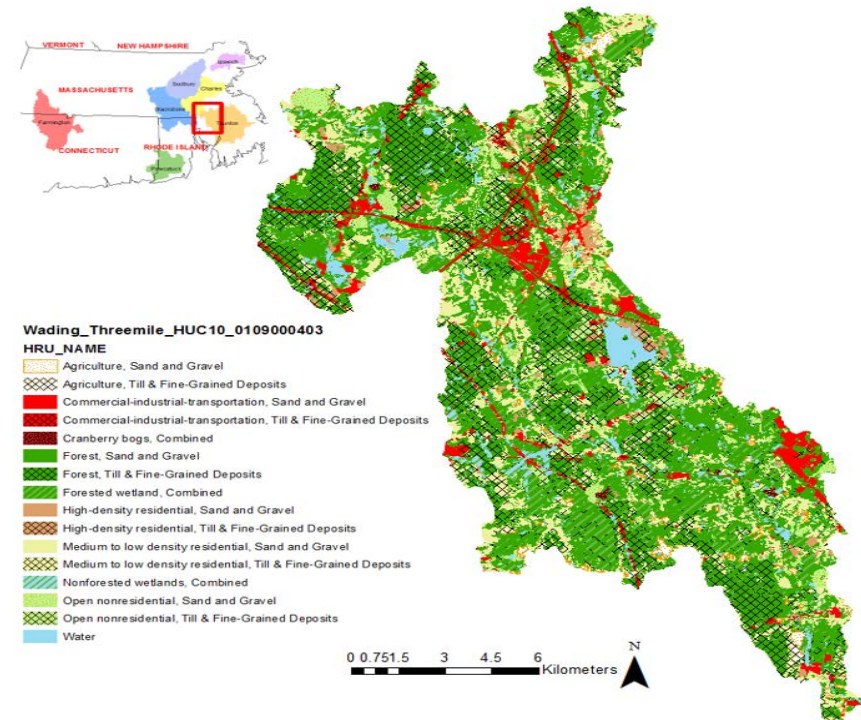 VERMONT NEW HAMPSHIRE
Ipswich
MASSACHUSETTS
Sudbury
Charles
Blackstone
Farmington
Taunton
CONNECTICUT
RHODE ISLAND
Pawcatuck
Wading_Threemile_HUC10_0109000403
HRU_NAME
Agriculture, Sand and Gravel
Agriculture, Till & Fine-Grained Deposits
Commercial-industrial-transportation, Sand and Gravel
Commercial-industrial-transportation, Till & Fine-Grained Deposits
Cranberry bogs, Combined
Forest, Sand and Gravel
Forest, Till & Fine-Grained Deposits
Forested wetland, Combined
High-density residential, Sand and Gravel
High-density residential, Till & Fine-Grained Deposits
Medium to low density residential, Sand and Gravel
Medium to low density residential, Till & Fine-Grained Deposits
Nonforested wetlands, Combined
Open nonresidential, Sand and Gravel
Open nonresidential, Till & Fine-Grained Deposits
Water
0 0.751.5 3 4.5 6
Kilometers
N